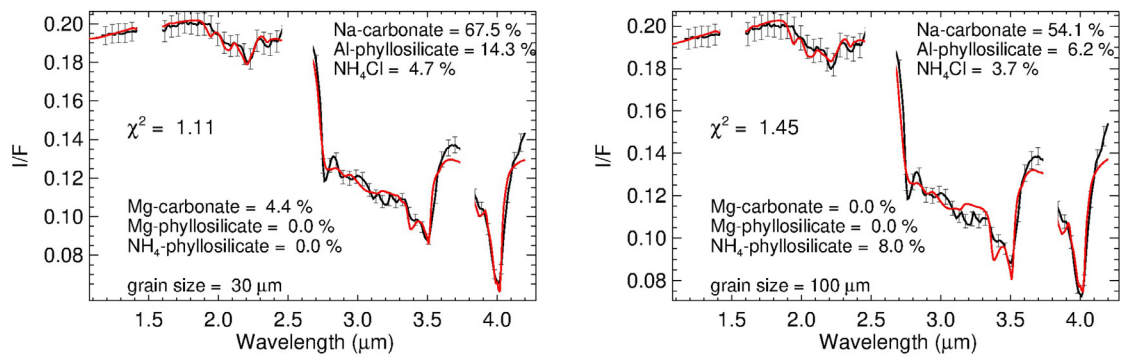 Na-carbonate = 67.5 %
Al-phyllosilicate = 14.3 %
NH₄Cl = 4.7 %
χ² = 1.11
Mg-carbonate = 4.4 %
Mg-phyllosilicate = 0.0 %
NH₄-phyllosilicate = 0.0 %
grain size = 30 μm
I/F
0.20
0.18
0.16
0.14
0.12
0.10
0.08
1.5 2.0 2.5 3.0 3.5 4.0
Wavelength (μm)
Na-carbonate = 54.1 %
Al-phyllosilicate = 6.2 %
NH₄Cl = 3.7 %
χ² = 1.45
Mg-carbonate = 0.0 %
Mg-phyllosilicate = 0.0 %
NH₄-phyllosilicate = 8.0 %
grain size = 100 μm
I/F
0.20
0.18
0.16
0.14
0.12
0.10
0.08
1.5 2.0 2.5 3.0 3.5 4.0
Wavelength (μm)